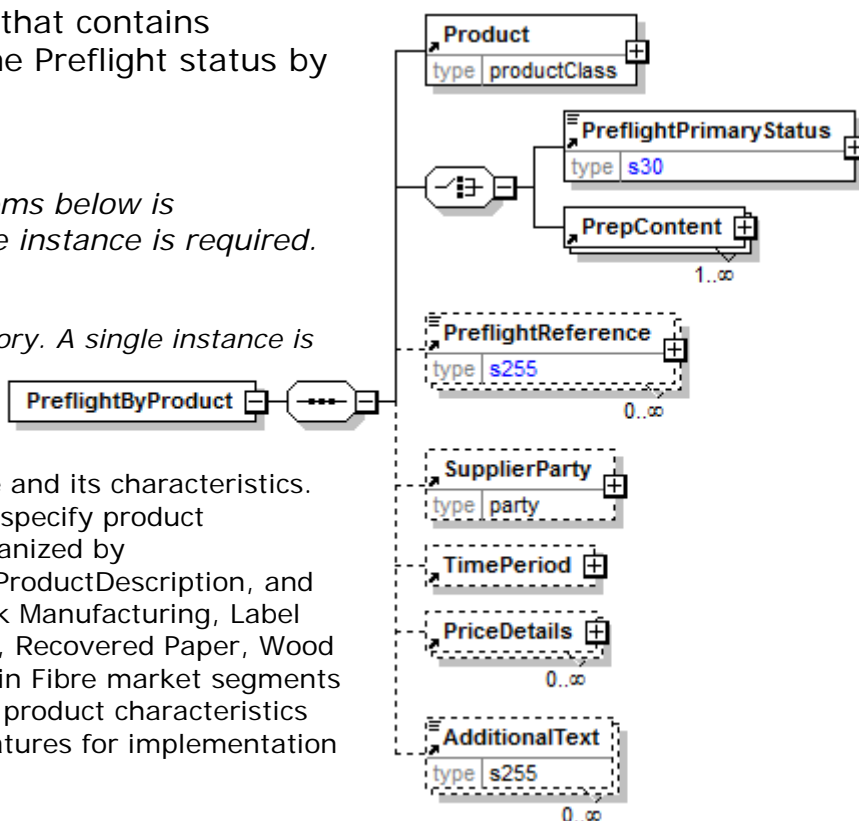 that contains
ne Preflight status by
ems below is
e instance is required.
ory. A single instance is
e and its characteristics.
specify product
anized by
ProductDescription, and
k Manufacturing, Label
, Recovered Paper, Wood
in Fibre market segments
product characteristics
atures for implementation
PreflightByProduct
Product
type productClass
PreflightPrimaryStatus
type s30
PrepContent
1..∞
PreflightReference
type s255
0..∞
SupplierParty
type party
TimePeriod
PriceDetails
0..∞
AdditionalText
type s255
0..∞